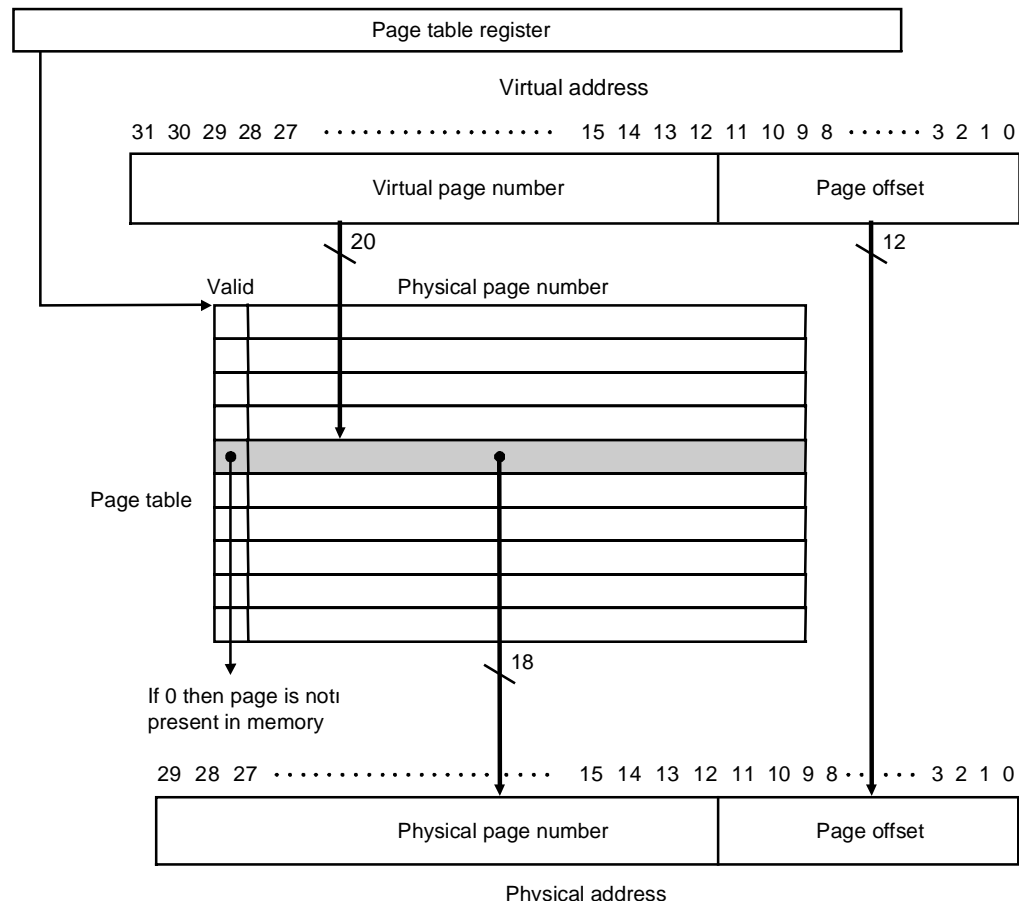 Page table register
Virtual address
31 30 29 28 27 .................. 15 14 13 12 11 10 9 8 ...... 3 2 1 0
Virtual page number Page offset
20 12
Valid Physical page number
Page table
18
If 0 then page is not
present in memory
29 28 27 ...................... 15 14 13 12 11 10 9 8 ...... 3 2 1 0
Physical page number Page offset
Physical address